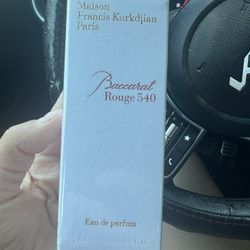 Maison
Francis Kurkdjian
Paris
Baccarat
Rouge 540
Eau de parfum